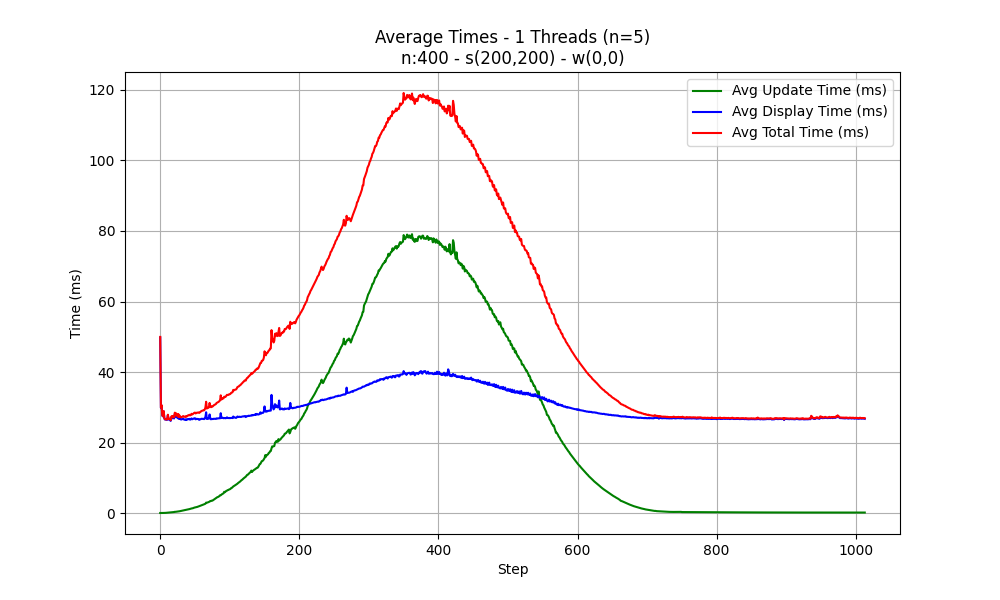 Average Times - 1 Threads (n=5)
n:400 - s(200,200) - w(0,0)
Avg Update Time (ms)
Avg Display Time (ms)
Avg Total Time (ms)
Time (ms)
120
100
80
60
40
20
0
0 200 400 600 800 1000
Step